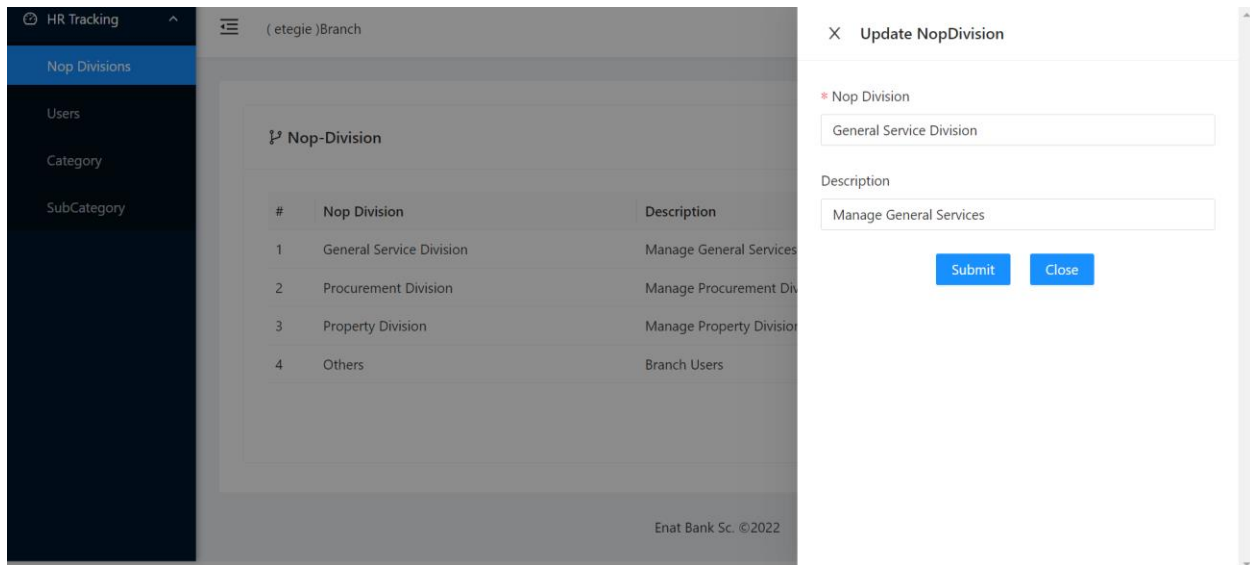 HR Tracking
Nop Divisions
Users
Category
SubCategory
( etegie )Branch
Nop-Division
# Nop Division Description
1 General Service Division Manage General Services
2 Procurement Division Manage Procurement Div
3 Property Division Manage Property Division
4 Others Branch Users
Enat Bank Sc. ©2022
X Update NopDivision
* Nop Division
General Service Division
Description
Manage General Services
Submit Close